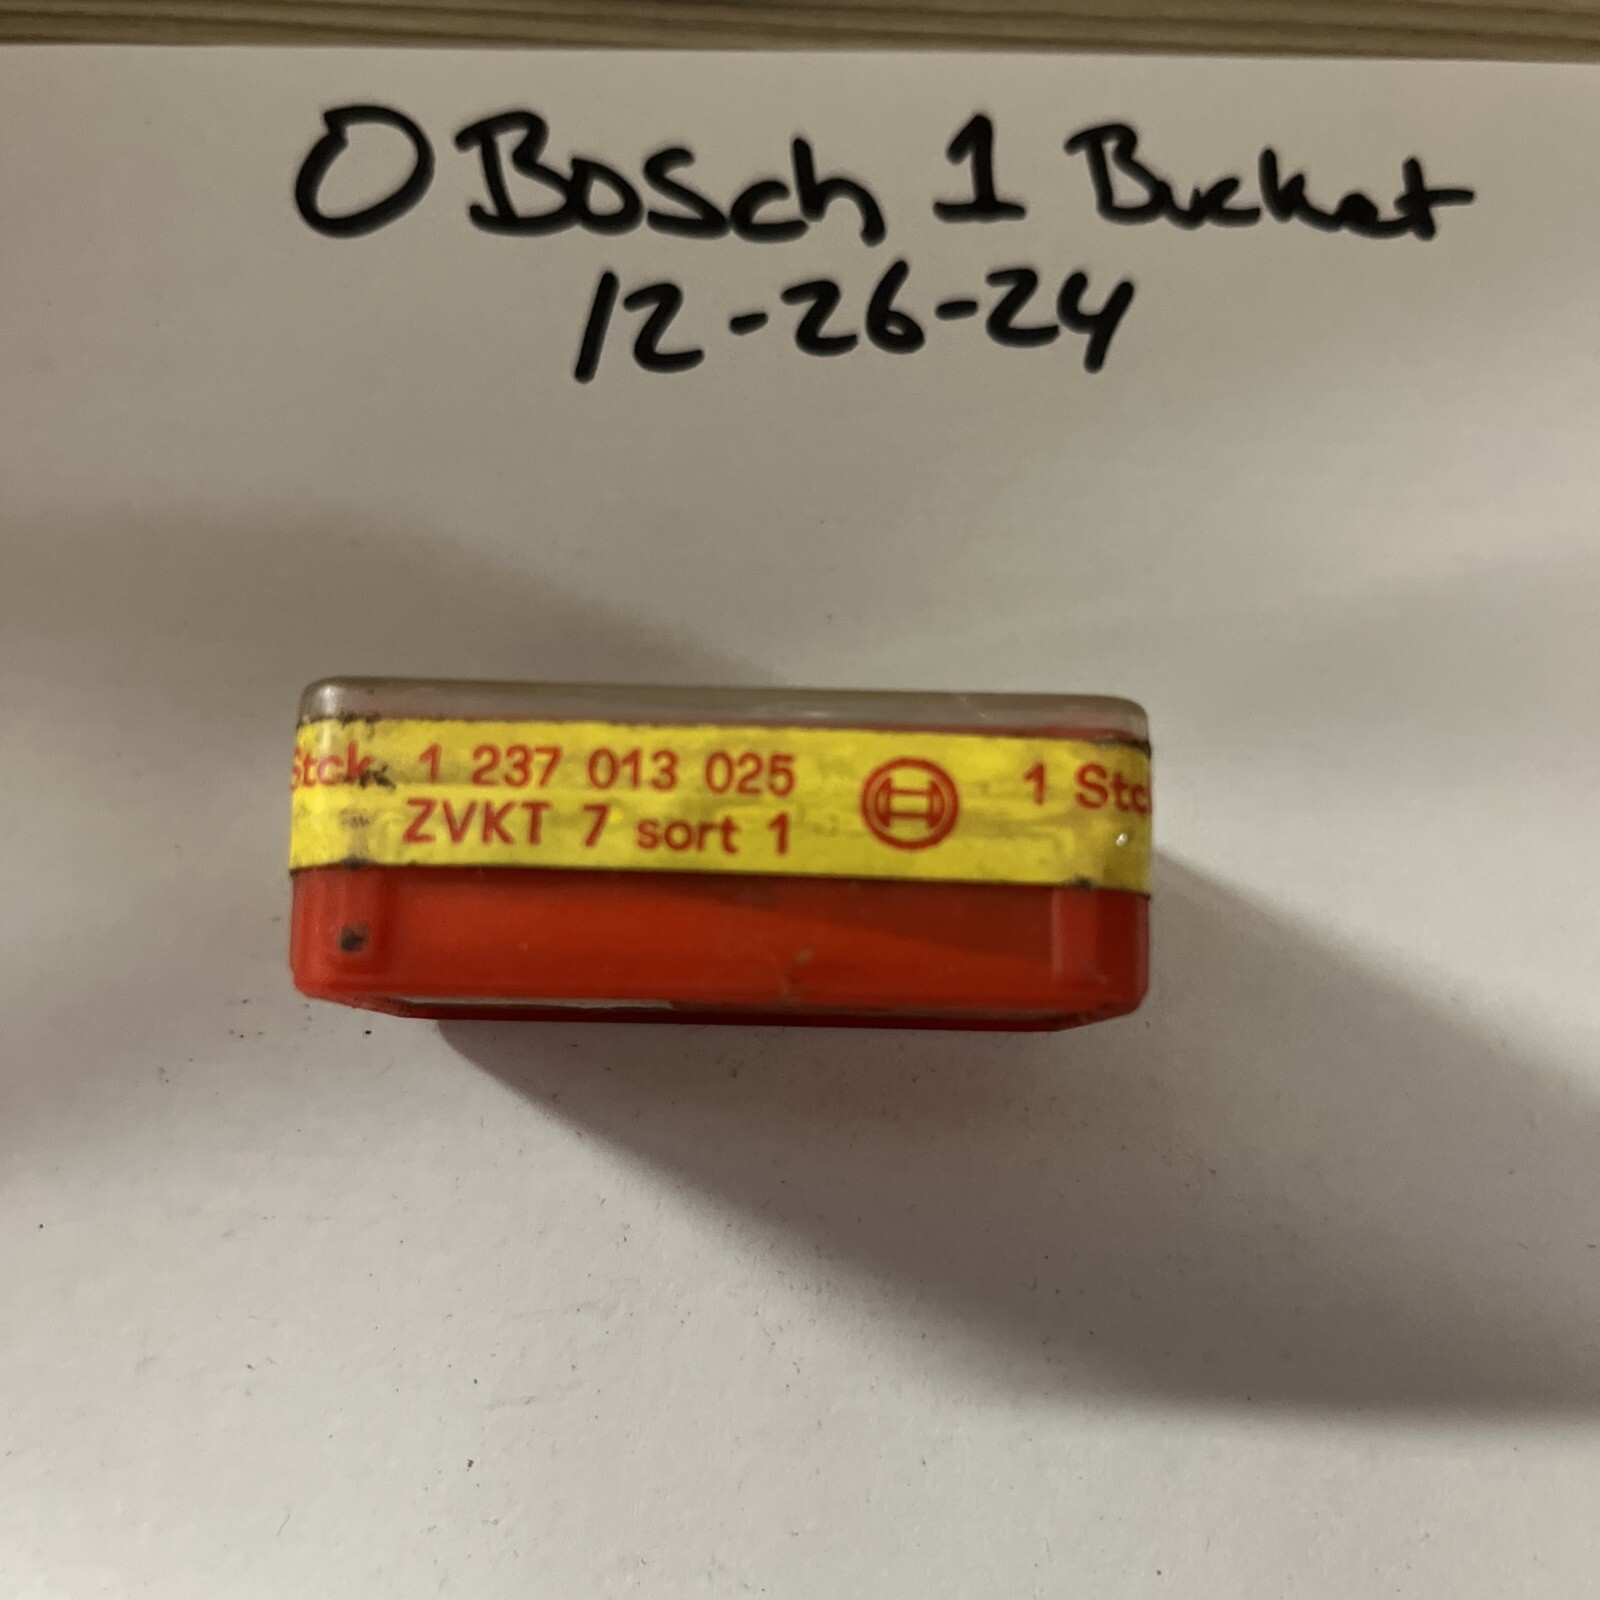 O Bosch 1 Bucket
12-26-24
Stck. 1 237 013 025 1 Stc
ZVKT 7 sort 1